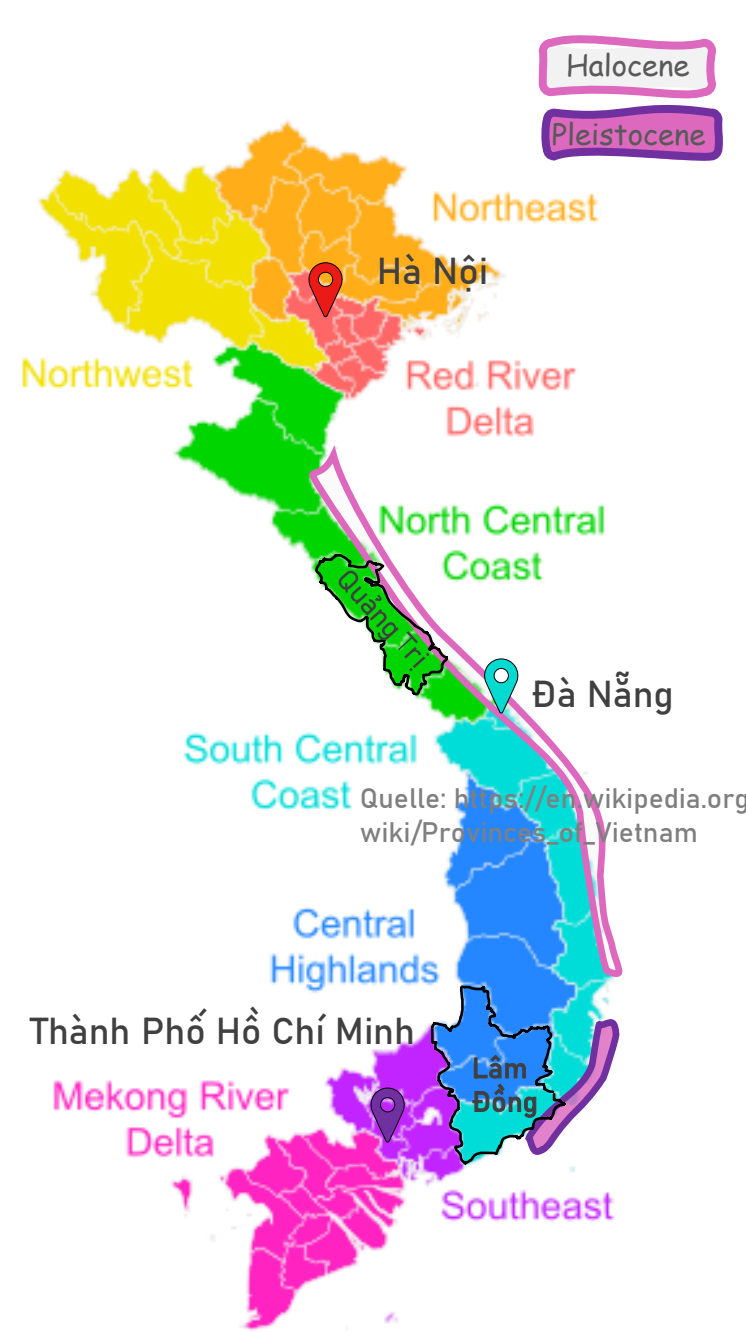 Halocene
Pleistocene
Northeast
Hà Nội
Northwest
Red River
Delta
North Central
Coast
Quảng Trị
Đà Nẵng
South Central
Coast
Quelle: https://en.wikipedia.org
wiki/Provinces_of_Vietnam
Central
Highlands
Thành Phố Hồ Chí Minh
Lâm
Đồng
Mekong River
Delta
Southeast